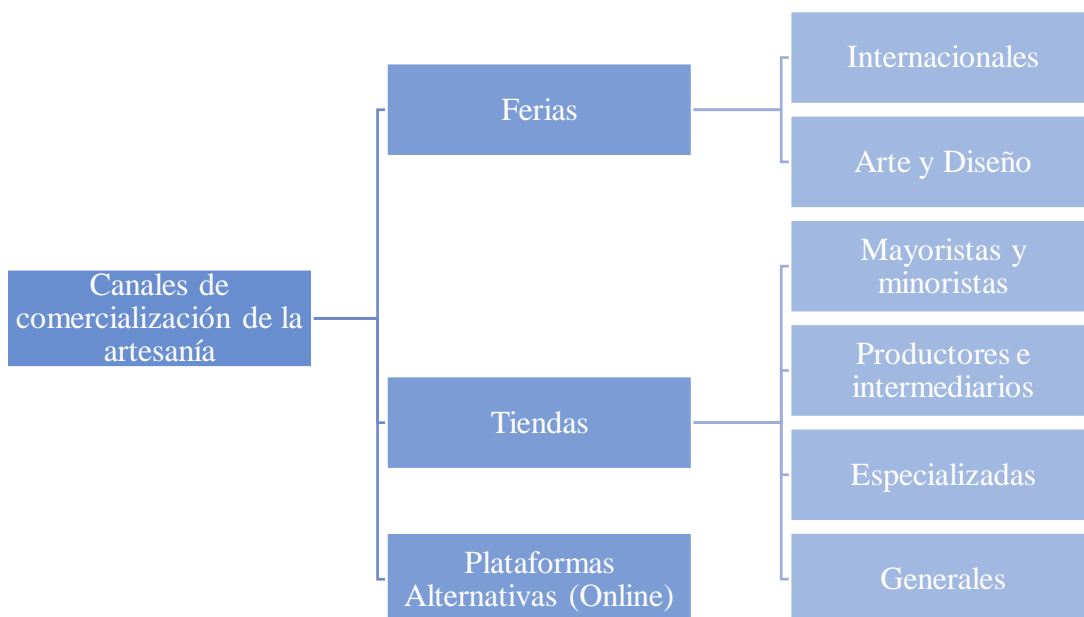 Canales de
comercialización de la
artesanía
Ferias
Internacionales
Arte y Diseño
Tiendas
Mayoristas y
minoristas
Productores e
intermediarios
Especializadas
Generales
Plataformas
Alternativas (Online)